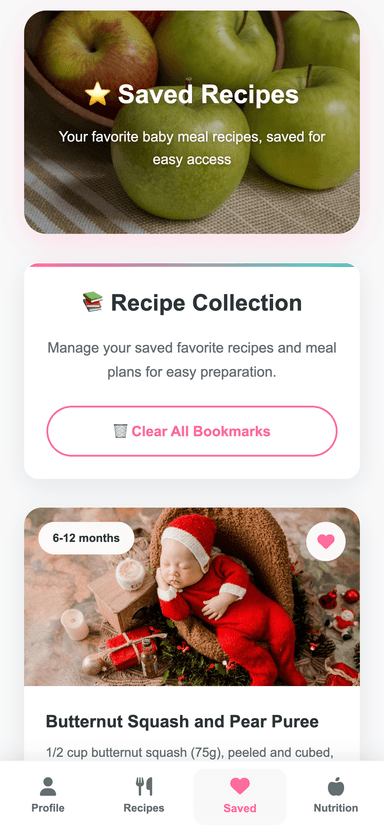 ⭐ Saved Recipes
Your favorite baby meal recipes, saved for
easy access
📚 Recipe Collection
Manage your saved favorite recipes and meal
plans for easy preparation.
🗑️ Clear All Bookmarks
6-12 months
Butternut Squash and Pear Puree
1/2 cup butternut squash (75g), peeled and cubed,
Profile
Recipes
Saved
Nutrition